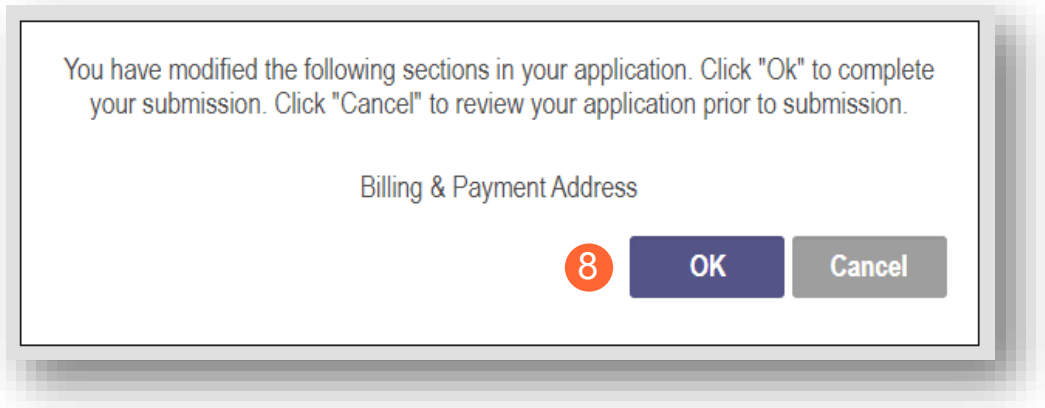 You have modified the following sections in your application. Click "Ok" to complete
your submission. Click "Cancel" to review your application prior to submission.
Billing & Payment Address
8 OK Cancel